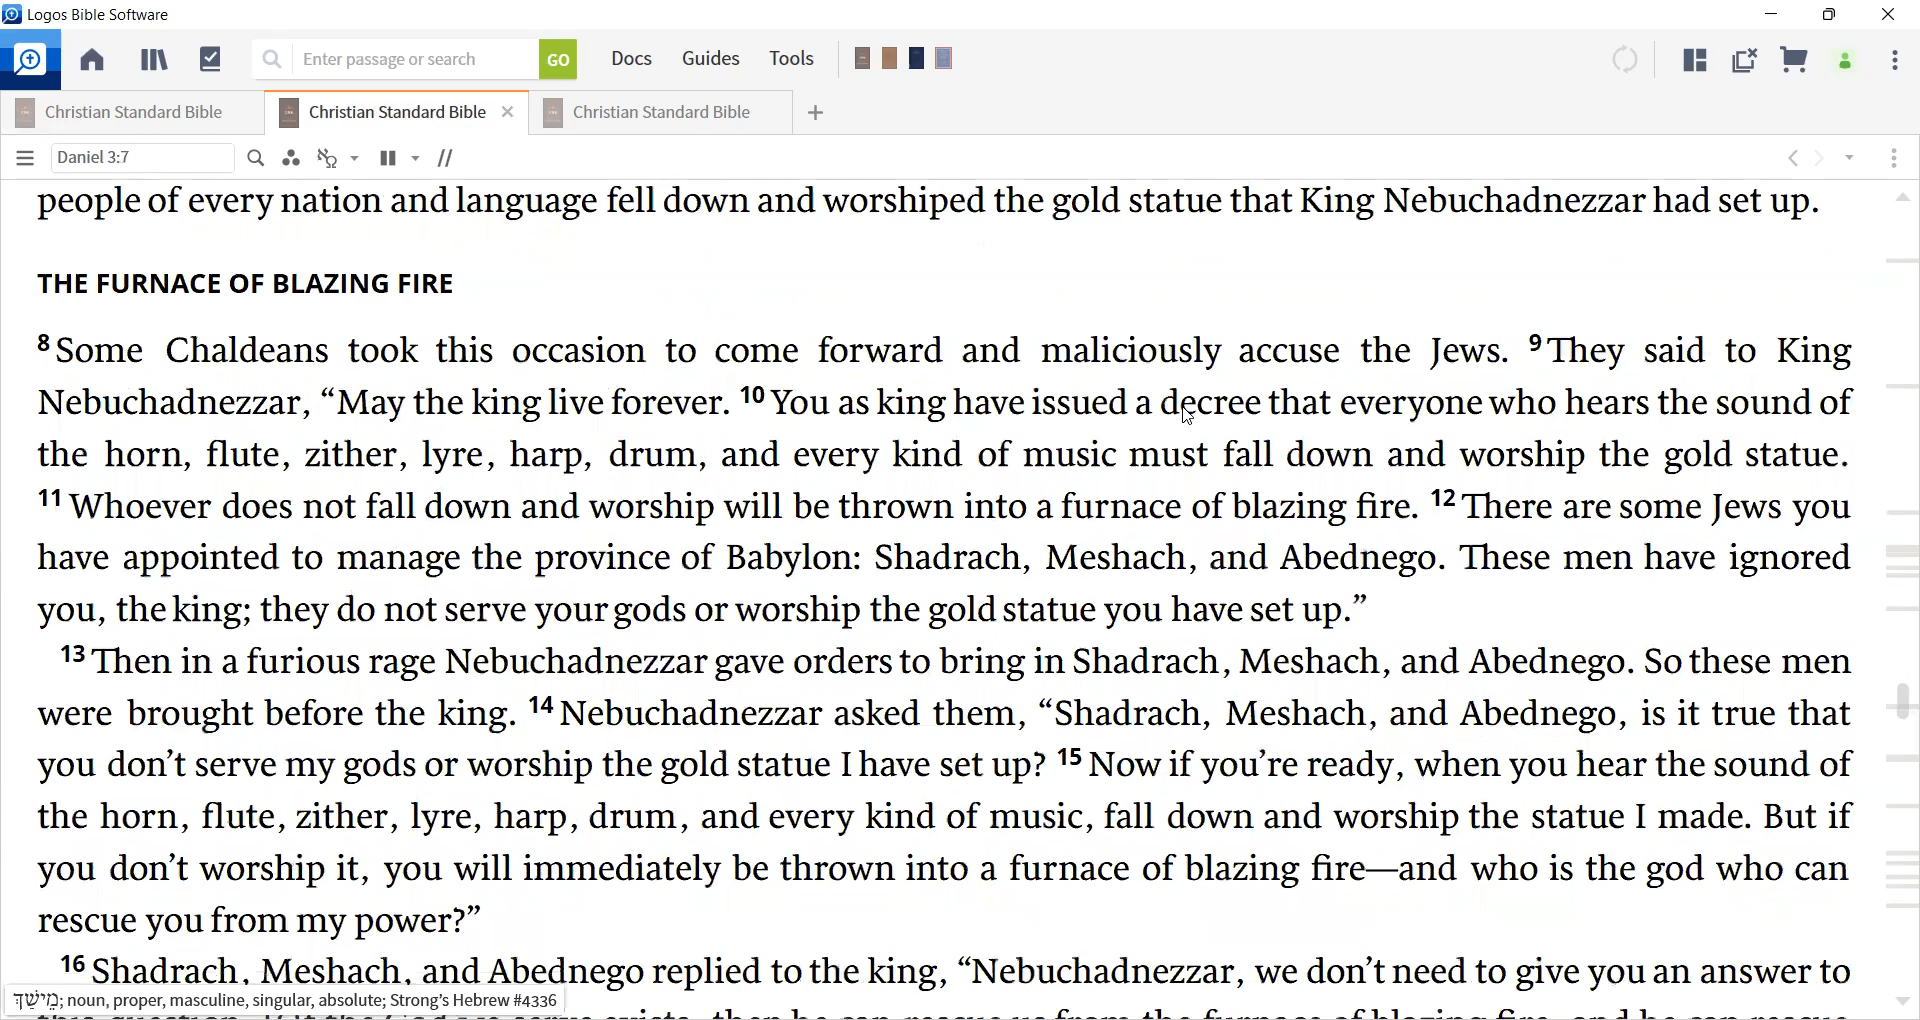 Logos Bible Software
Enter passage or search
GO
Docs
Guides
Tools
Christian Standard Bible
Christian Standard Bible
Christian Standard Bible
Daniel 3:7
people of every nation and language fell down and worshiped the gold statue that King Nebuchadnezzar had set up.
THE FURNACE OF BLAZING FIRE
8 Some Chaldeans took this occasion to come forward and maliciously accuse the Jews. 9 They said to King
Nebuchadnezzar, “May the king live forever. 10 You as king have issued a decree that everyone who hears the sound of
the horn, flute, zither, lyre, harp, drum, and every kind of music must fall down and worship the gold statue.
11 Whoever does not fall down and worship will be thrown into a furnace of blazing fire. 12 There are some Jews you
have appointed to manage the province of Babylon: Shadrach, Meshach, and Abednego. These men have ignored
you, the king; they do not serve your gods or worship the gold statue you have set up.”
13 Then in a furious rage Nebuchadnezzar gave orders to bring in Shadrach, Meshach, and Abednego. So these men
were brought before the king. 14 Nebuchadnezzar asked them, “Shadrach, Meshach, and Abednego, is it true that
you don’t serve my gods or worship the gold statue I have set up? 15 Now if you’re ready, when you hear the sound of
the horn, flute, zither, lyre, harp, drum, and every kind of music, fall down and worship the statue I made. But if
you don’t worship it, you will immediately be thrown into a furnace of blazing fire—and who is the god who can
rescue you from my power?”
16 Shadrach, Meshach, and Abednego replied to the king, “Nebuchadnezzar, we don’t need to give you an answer to
מֵישַׁךְ; noun, proper, masculine, singular, absolute; Strong’s Hebrew #4336